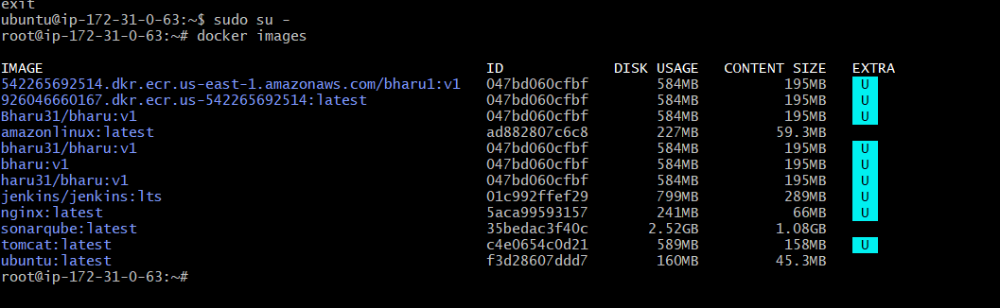 exit
ubuntu@ip-172-31-0-63:~$ sudo su -
root@ip-172-31-0-63:~# docker images
IMAGE ID DISK USAGE CONTENT SIZE EXTRA
542265692514.dkr.ecr.us-east-1.amazonaws.com/bharu1:v1 047bd060cfbf 584MB 195MB U
926046660167.dkr.ecr.us-542265692514:latest 047bd060cfbf 584MB 195MB U
Bharu31/bharu:v1 047bd060cfbf 584MB 195MB U
amazonlinux:latest ad882807c6c8 227MB 59.3MB
bharu31/bharu:v1 047bd060cfbf 584MB 195MB U
bharu:v1 047bd060cfbf 584MB 195MB U
haru31/bharu:v1 047bd060cfbf 584MB 195MB U
jenkins/jenkins:lts 01c992ffef29 799MB 289MB U
nginx:latest 5aca99593157 241MB 66MB U
sonarqube:latest 35bedac3f40c 2.52GB 1.08GB
tomcat:latest c4e0654c0d21 589MB 158MB U
ubuntu:latest f3d28607ddd7 160MB 45.3MB
root@ip-172-31-0-63:~#